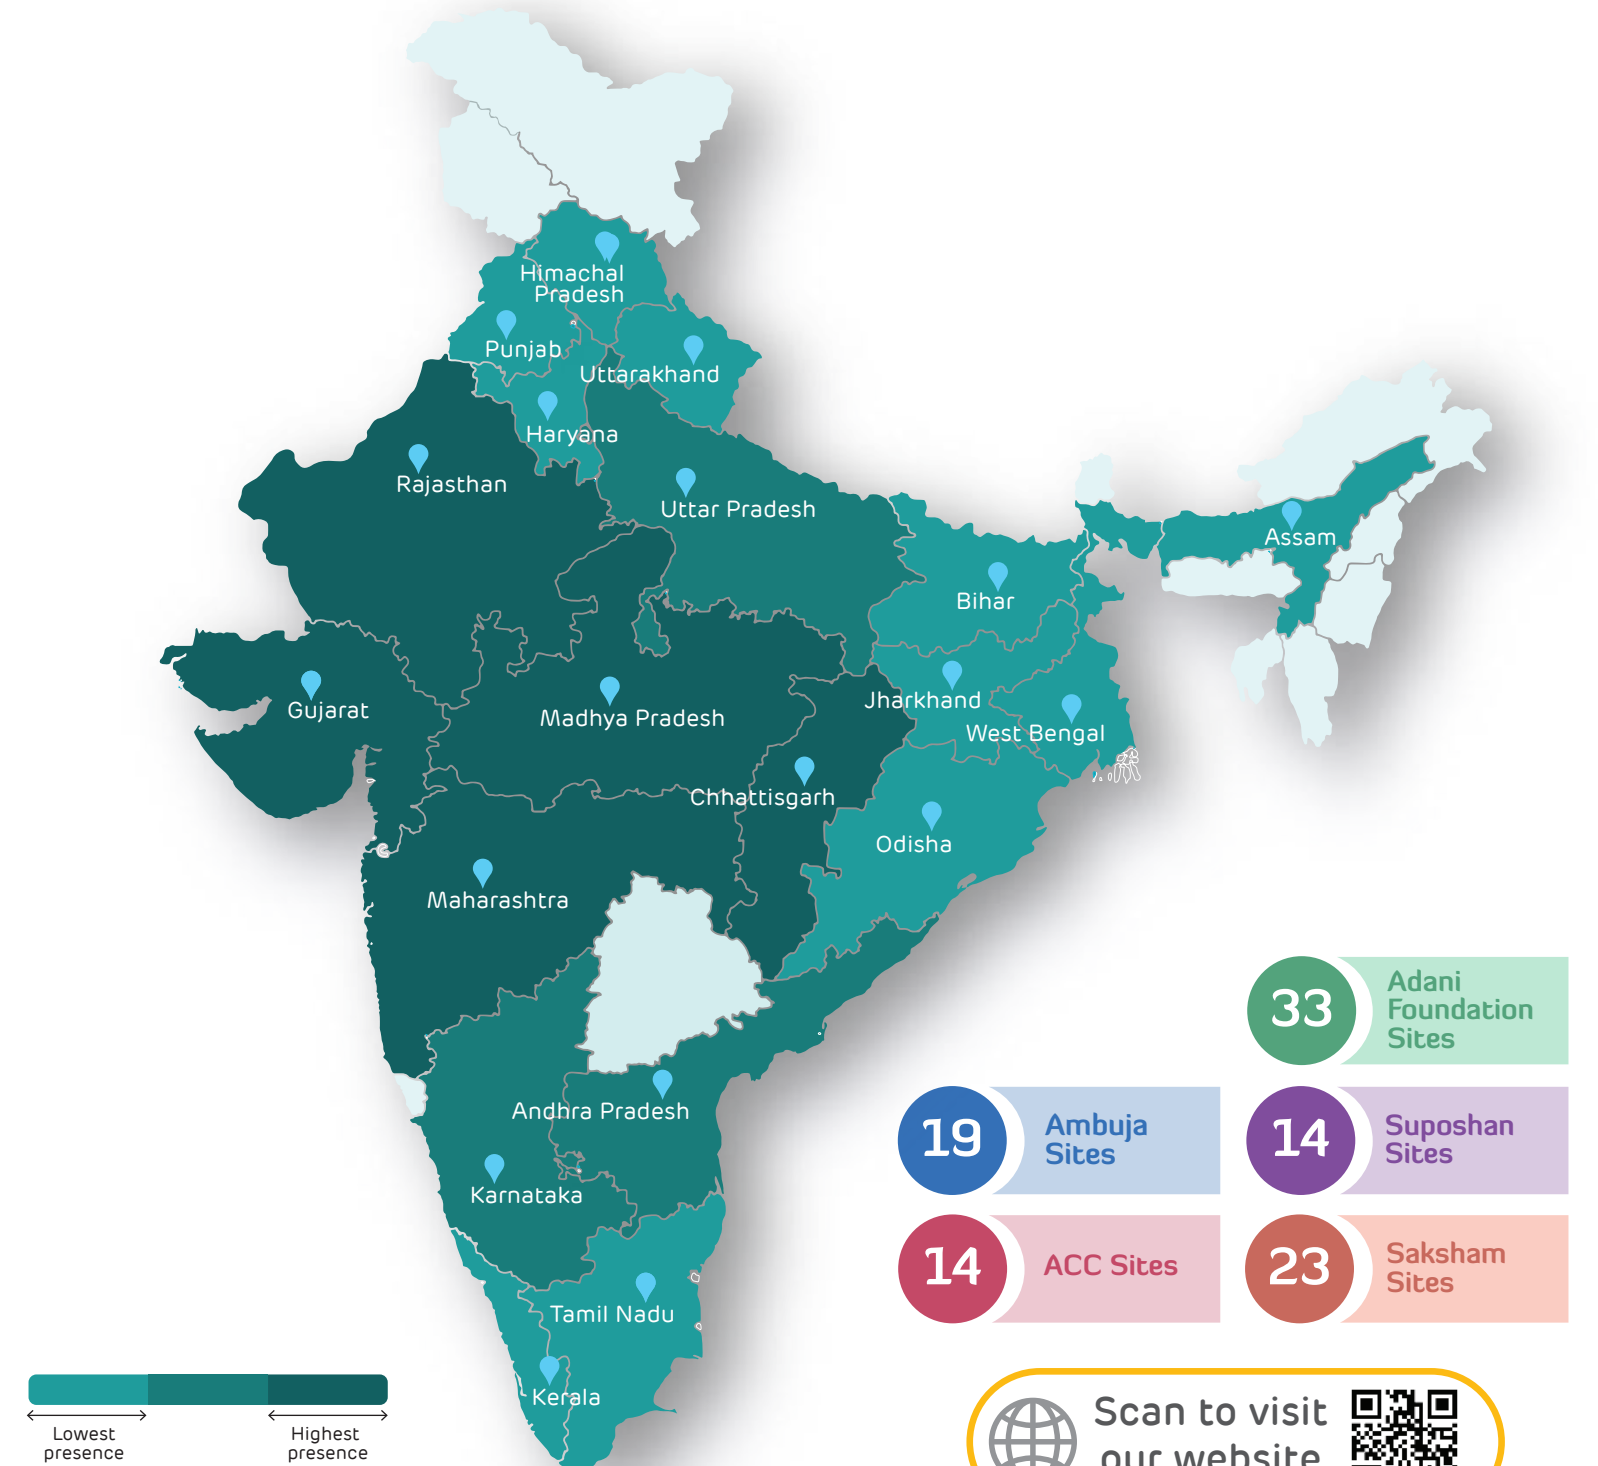 Himachal
Pradesh
Punjab
Uttarakhand
Haryana
Rajasthan
Uttar Pradesh
Assam
Bihar
Gujarat
Madhya Pradesh
Jharkhand
West Bengal
Chhattisgarh
Odisha
Maharashtra
Andhra Pradesh
Karnataka
Tamil Nadu
Kerala
33
Adani
Foundation
Sites
19
Ambuja
Sites
14
Suposhan
Sites
14
ACC Sites
23
Saksham
Sites
Lowest
presence
Highest
presence
Scan to visit
our website